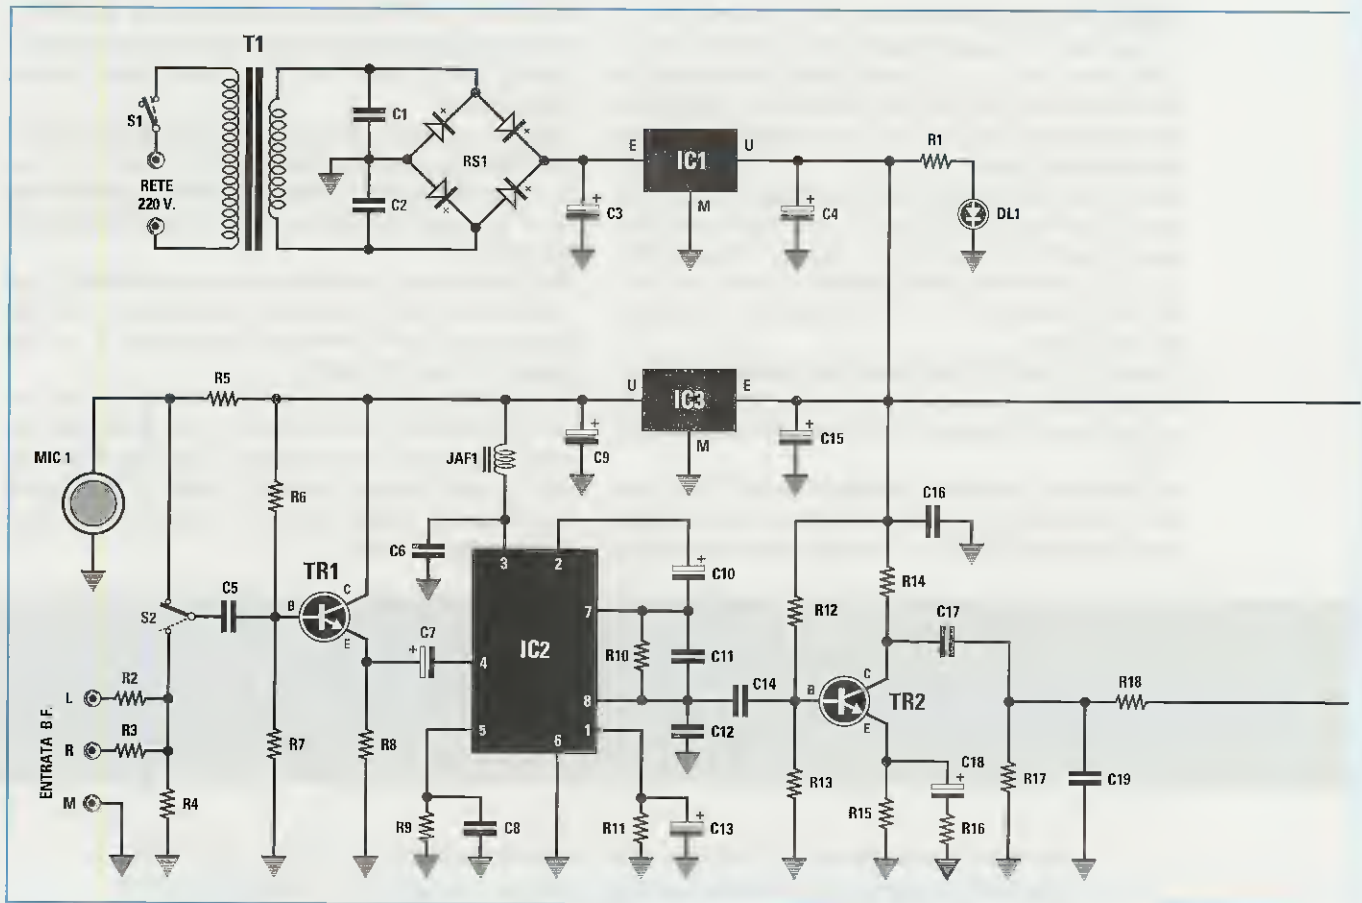 T1
S1
RETE
220 V.
C1
C2
RS1
E
IC1
U
M
C3
C4
R1
DL1
R5
U
IC3
E
M
C9
C15
MIC 1
JAF1
R6
C16
C6
3
2
C10
R14
TR1
C
B
E
C5
S2
R12
C17
7
IC2
R10
C11
C7
4
L
R2
C14
8
C
B
TR2
E
R18
C12
R3
R
ENTRATA B.F.
R7
R8
5
6
1
C18
R17
C19
M
R4
R13
R9
C8
R11
C13
R15
R16
+
+
+
+
+
+
+
+